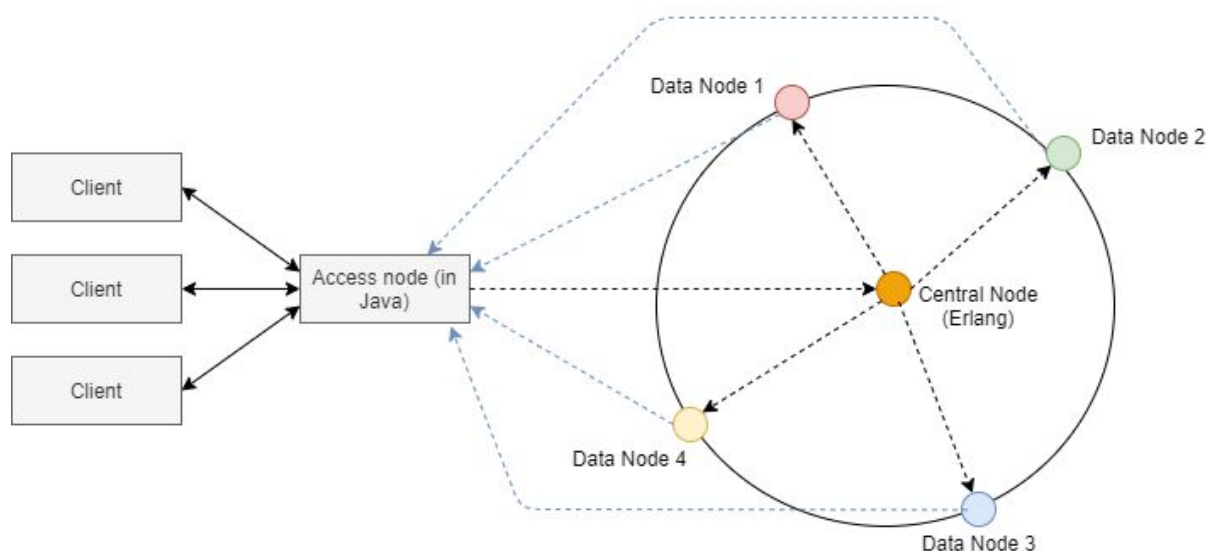 Data Node 1
Data Node 2
Client
Client
Access node (in
Java)
Central Node
(Erlang)
Client
Data Node 4
Data Node 3